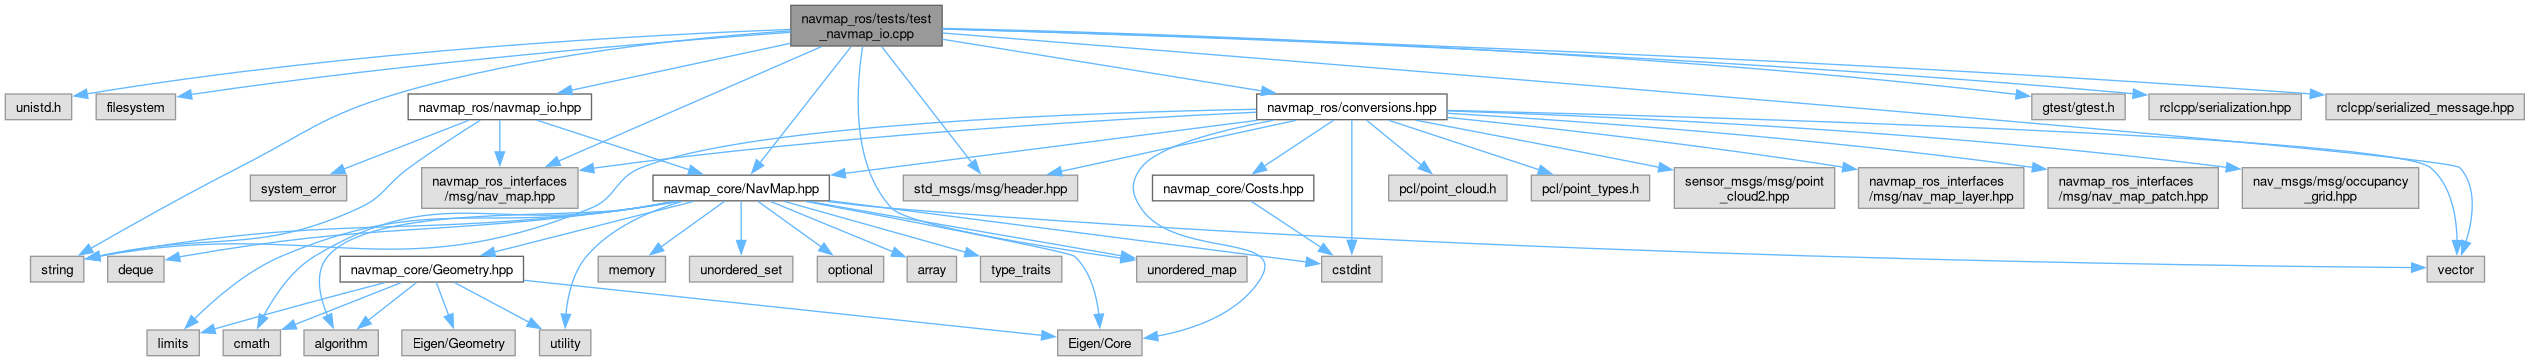 navmap_ros/tests/test
_navmap_io.cpp
unistd.h
filesystem
navmap_ros/navmap_io.hpp
navmap_ros/conversions.hpp
gtest/gtest.h
rclcpp/serialization.hpp
rclcpp/serialized_message.hpp
system_error
navmap_ros_interfaces
/msg/nav_map.hpp
navmap_core/NavMap.hpp
std_msgs/msg/header.hpp
navmap_core/Costs.hpp
pcl/point_cloud.h
pcl/point_types.h
sensor_msgs/msg/point
_cloud2.hpp
navmap_ros_interfaces
/msg/nav_map_layer.hpp
navmap_ros_interfaces
/msg/nav_map_patch.hpp
nav_msgs/msg/occupancy
_grid.hpp
string
deque
navmap_core/Geometry.hpp
memory
unordered_set
optional
array
type_traits
unordered_map
cstdint
vector
limits
cmath
algorithm
Eigen/Geometry
utility
Eigen/Core